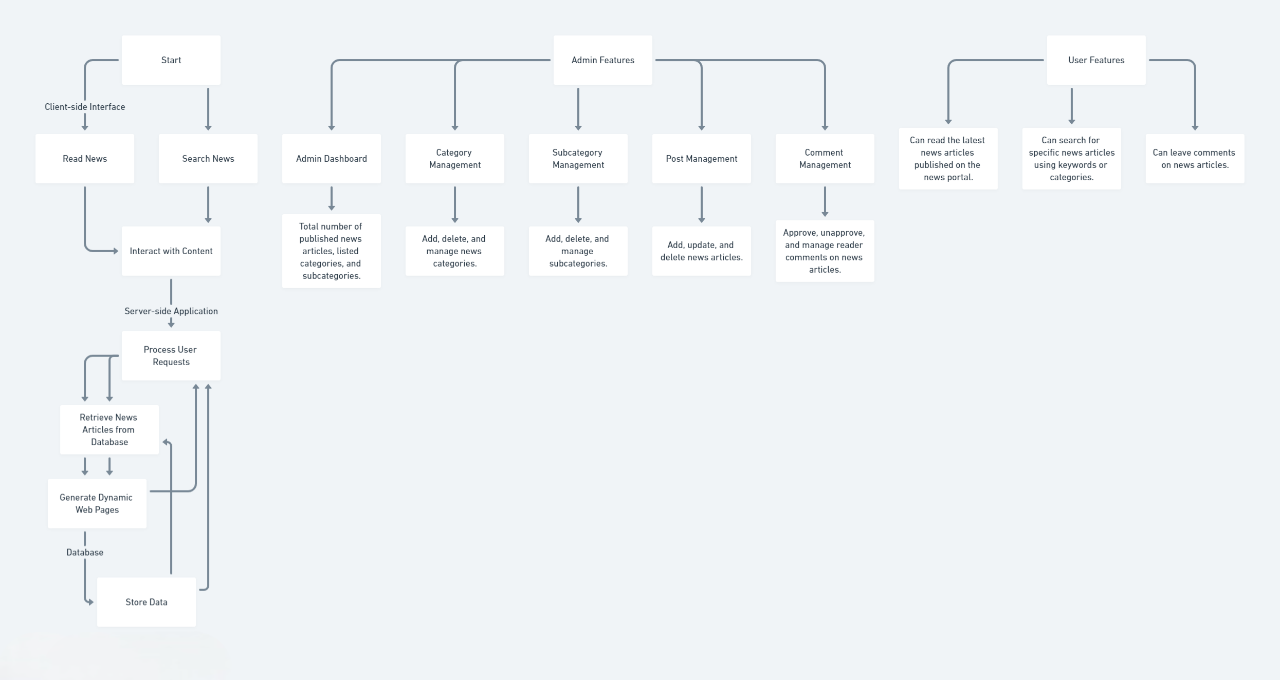 Start
Admin Features
User Features
Client-side Interface
Read News
Search News
Admin Dashboard
Category
Management
Subcategory
Management
Post Management
Comment
Management
Can read the latest
news articles
published on the
news portal.
Can search for
specific news articles
using keywords or
categories.
Can leave comments
on news articles.
Interact with Content
Total number of
published news
articles, listed
categories, and
subcategories.
Add, delete, and
manage news
categories.
Add, delete, and
manage
subcategories.
Add, update, and
delete news articles.
Approve, unapprove,
and manage reader
comments on news
articles.
Server-side Application
Process User
Requests
Retrieve News
Articles from
Database
Generate Dynamic
Web Pages
Database
Store Data